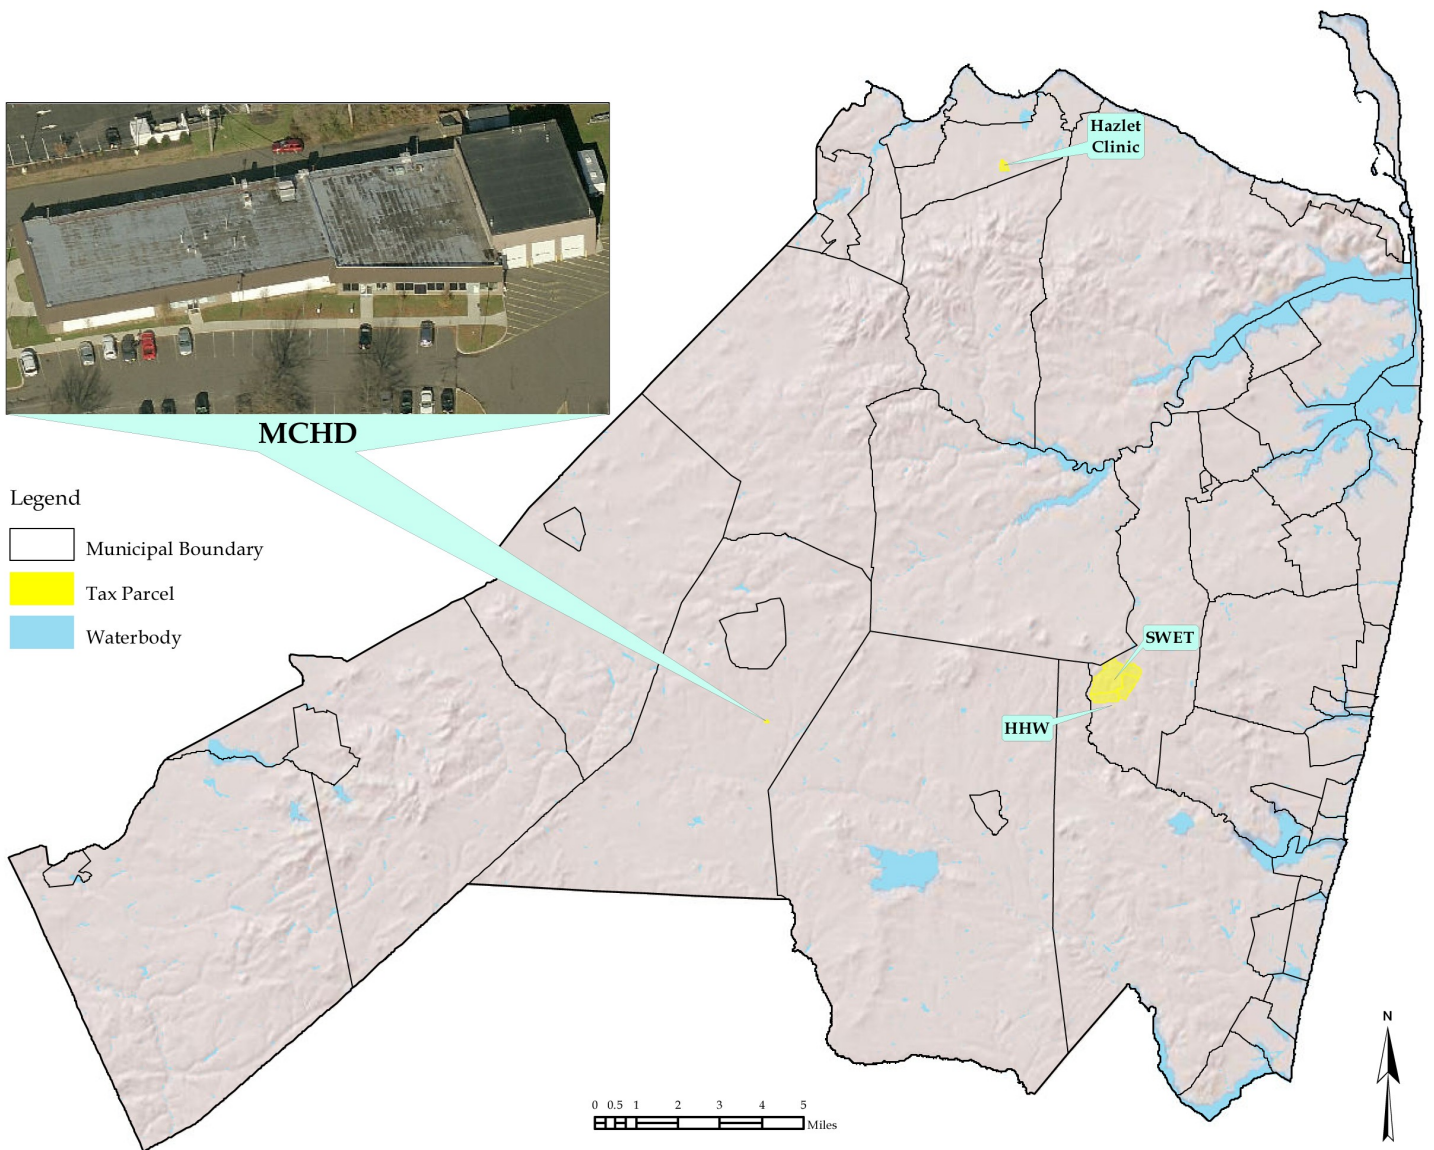 Hazlet
Clinic
MCHD
Legend
Municipal Boundary
Tax Parcel
Waterbody
SWET
HHW
N
0 0.5 1 2 3 4 5
Miles